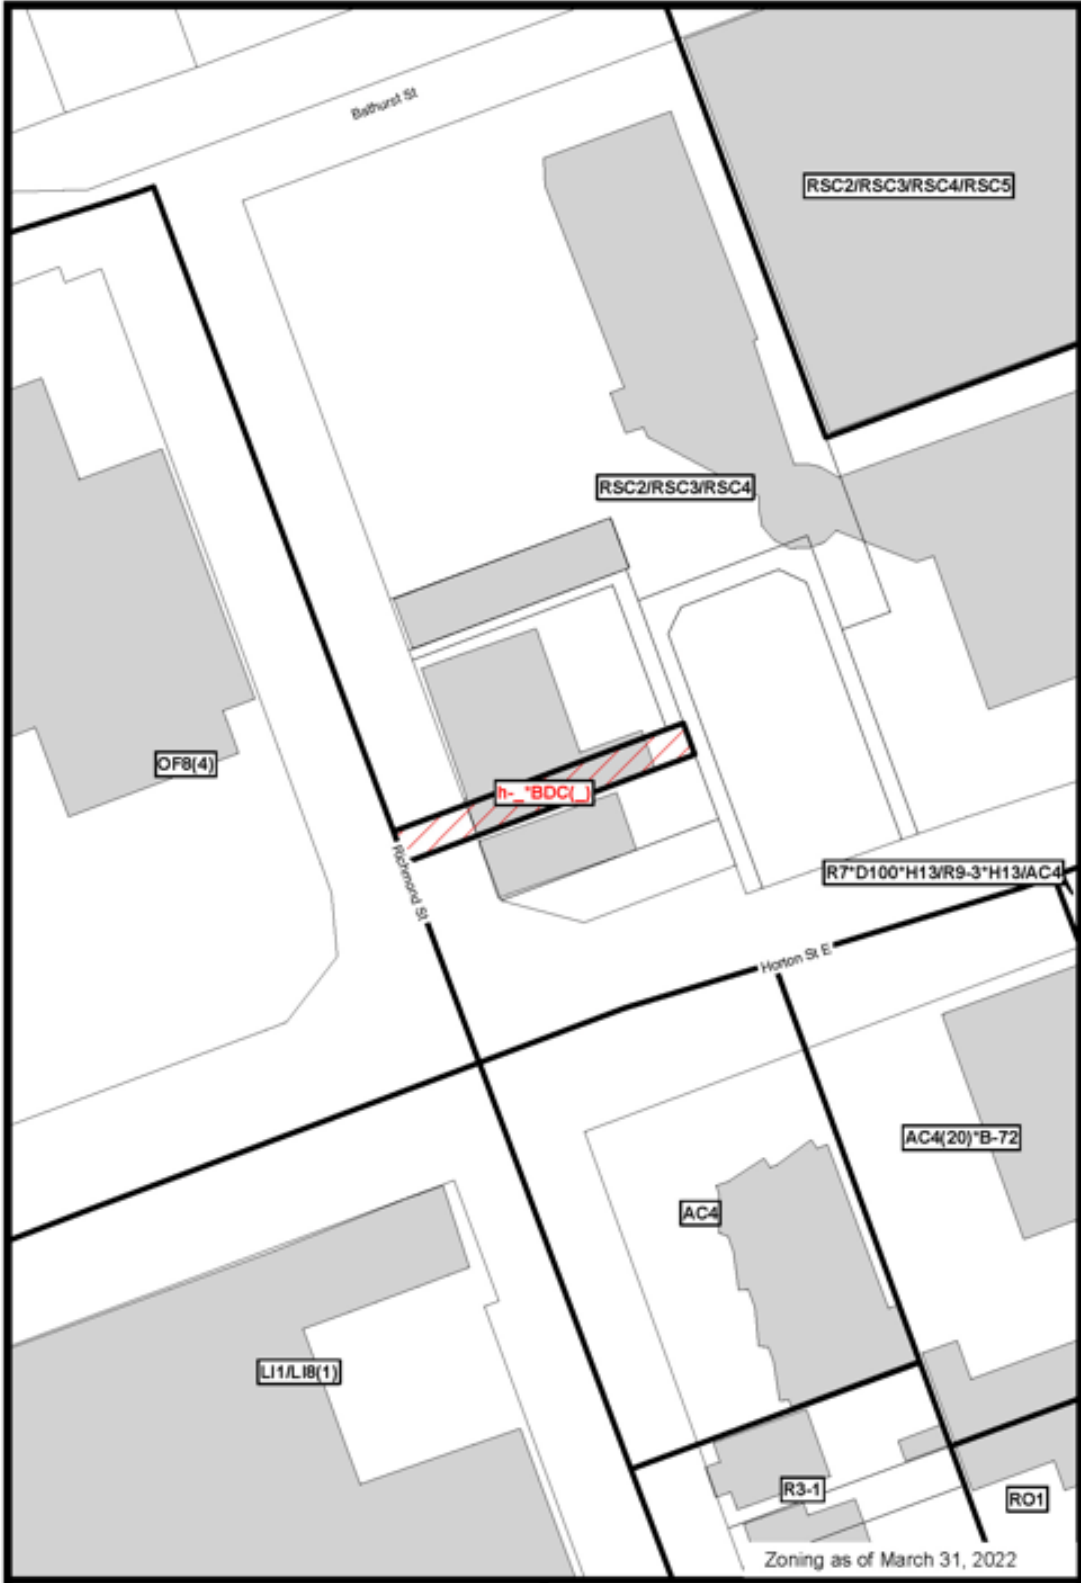 Bathurst St
RSC2/RSC3/RSC4/RSC5
RSC2/RSC3/RSC4
OF8(4)
h-_*BDC(_)
Richmond St
R7*D100*H13/R9-3*H13/AC4
Horton St E
AC4(20)*B-72
AC4
LI1/LI8(1)
R3-1
RO1
Zoning as of March 31, 2022